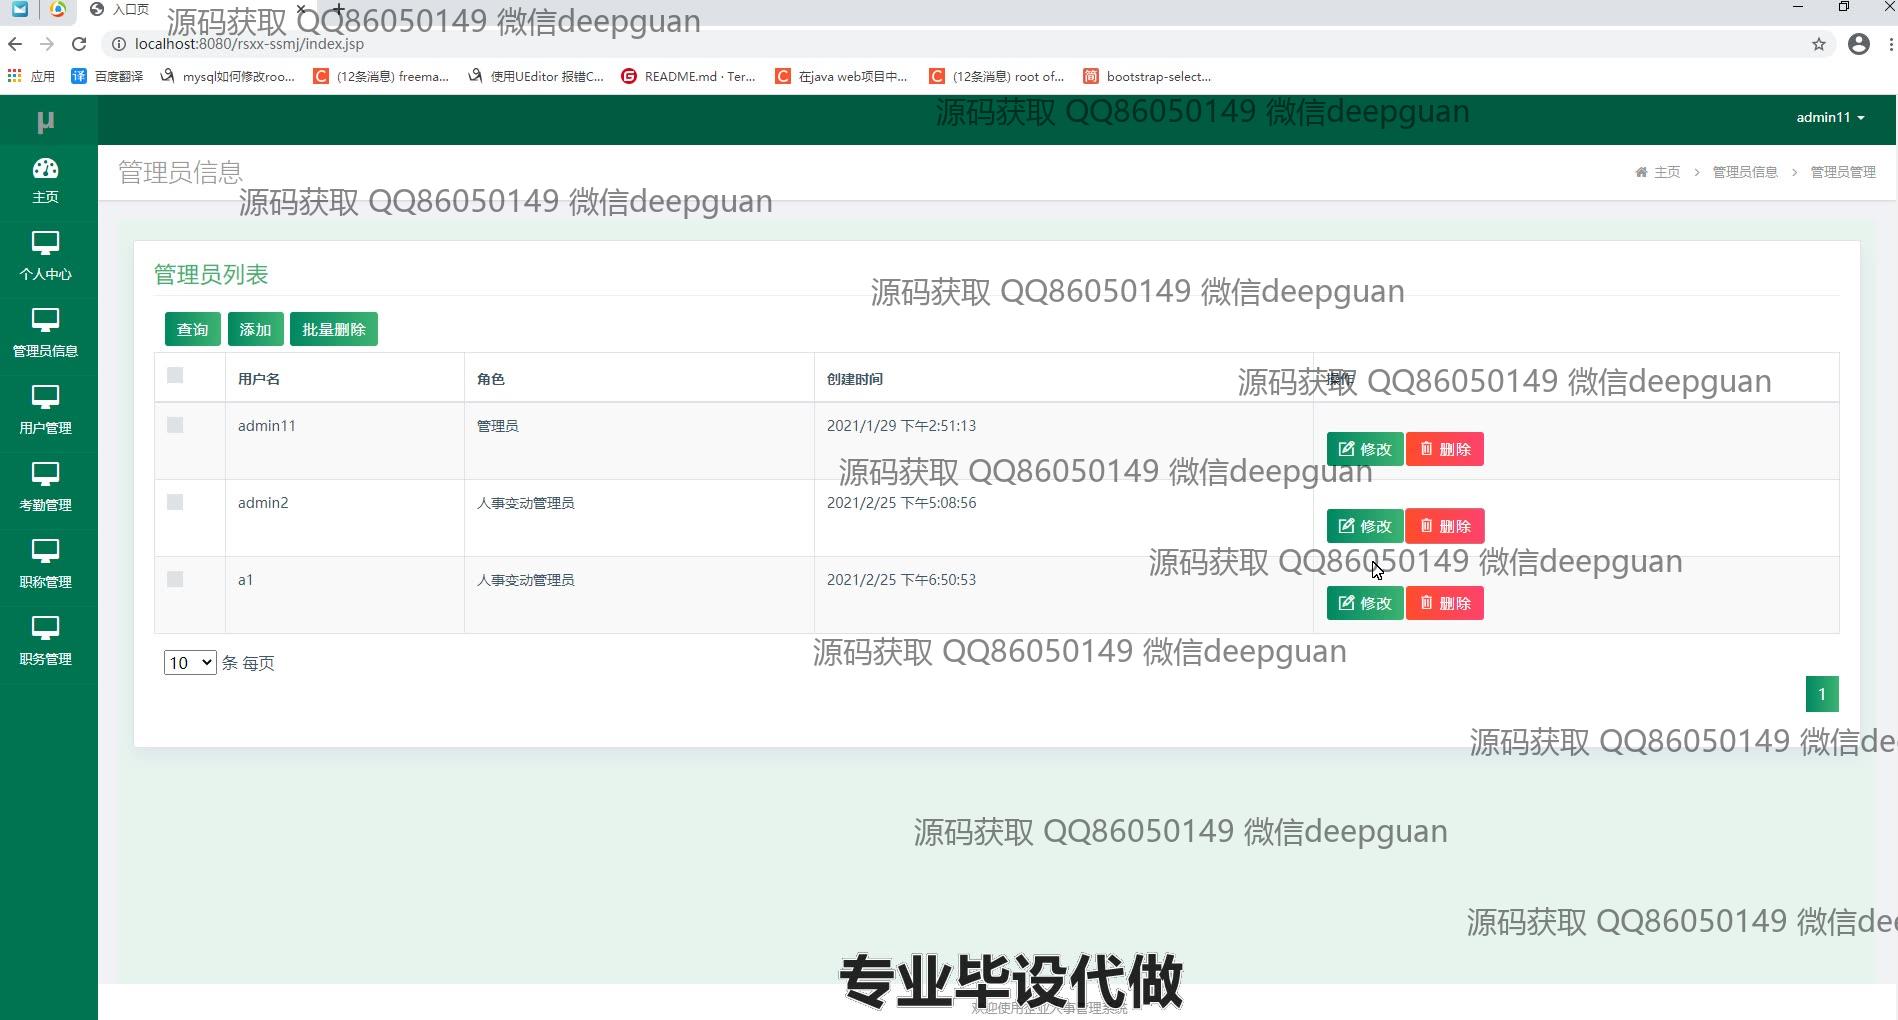 入口页
源码获取 QQ86050149 微信deepguan
localhost:8080/rsxx-ssmj/index.jsp
应用 百度翻译 mysql如何修改roo... (12条消息) freema... 使用UEditor 报错C... README.md · Ter... 在java web项目中... (12条消息) root of... bootstrap-select...
源码获取 QQ86050149 微信deepguan
μ admin11
管理员信息 主页 > 管理员信息 > 管理员管理
源码获取 QQ86050149 微信deepguan
主页
个人中心
管理员信息
用户管理
考勤管理
职称管理
职务管理
管理员列表
源码获取 QQ86050149 微信deepguan
查询 添加 批量删除
用户名 角色 创建时间 操作
源码获取 QQ86050149 微信deepguan
admin11 管理员 2021/1/29 下午2:51:13 修改 删除
源码获取 QQ86050149 微信deepguan
admin2 人事变动管理员 2021/2/25 下午5:08:56 修改 删除
源码获取 QQ86050149 微信deepguan
a1 人事变动管理员 2021/2/25 下午6:50:53 修改 删除
源码获取 QQ86050149 微信deepguan
10 条 每页
1
源码获取 QQ86050149 微信de
源码获取 QQ86050149 微信deepguan
源码获取 QQ86050149 微信dee
专业毕设代做
欢迎使用企业人事管理系统